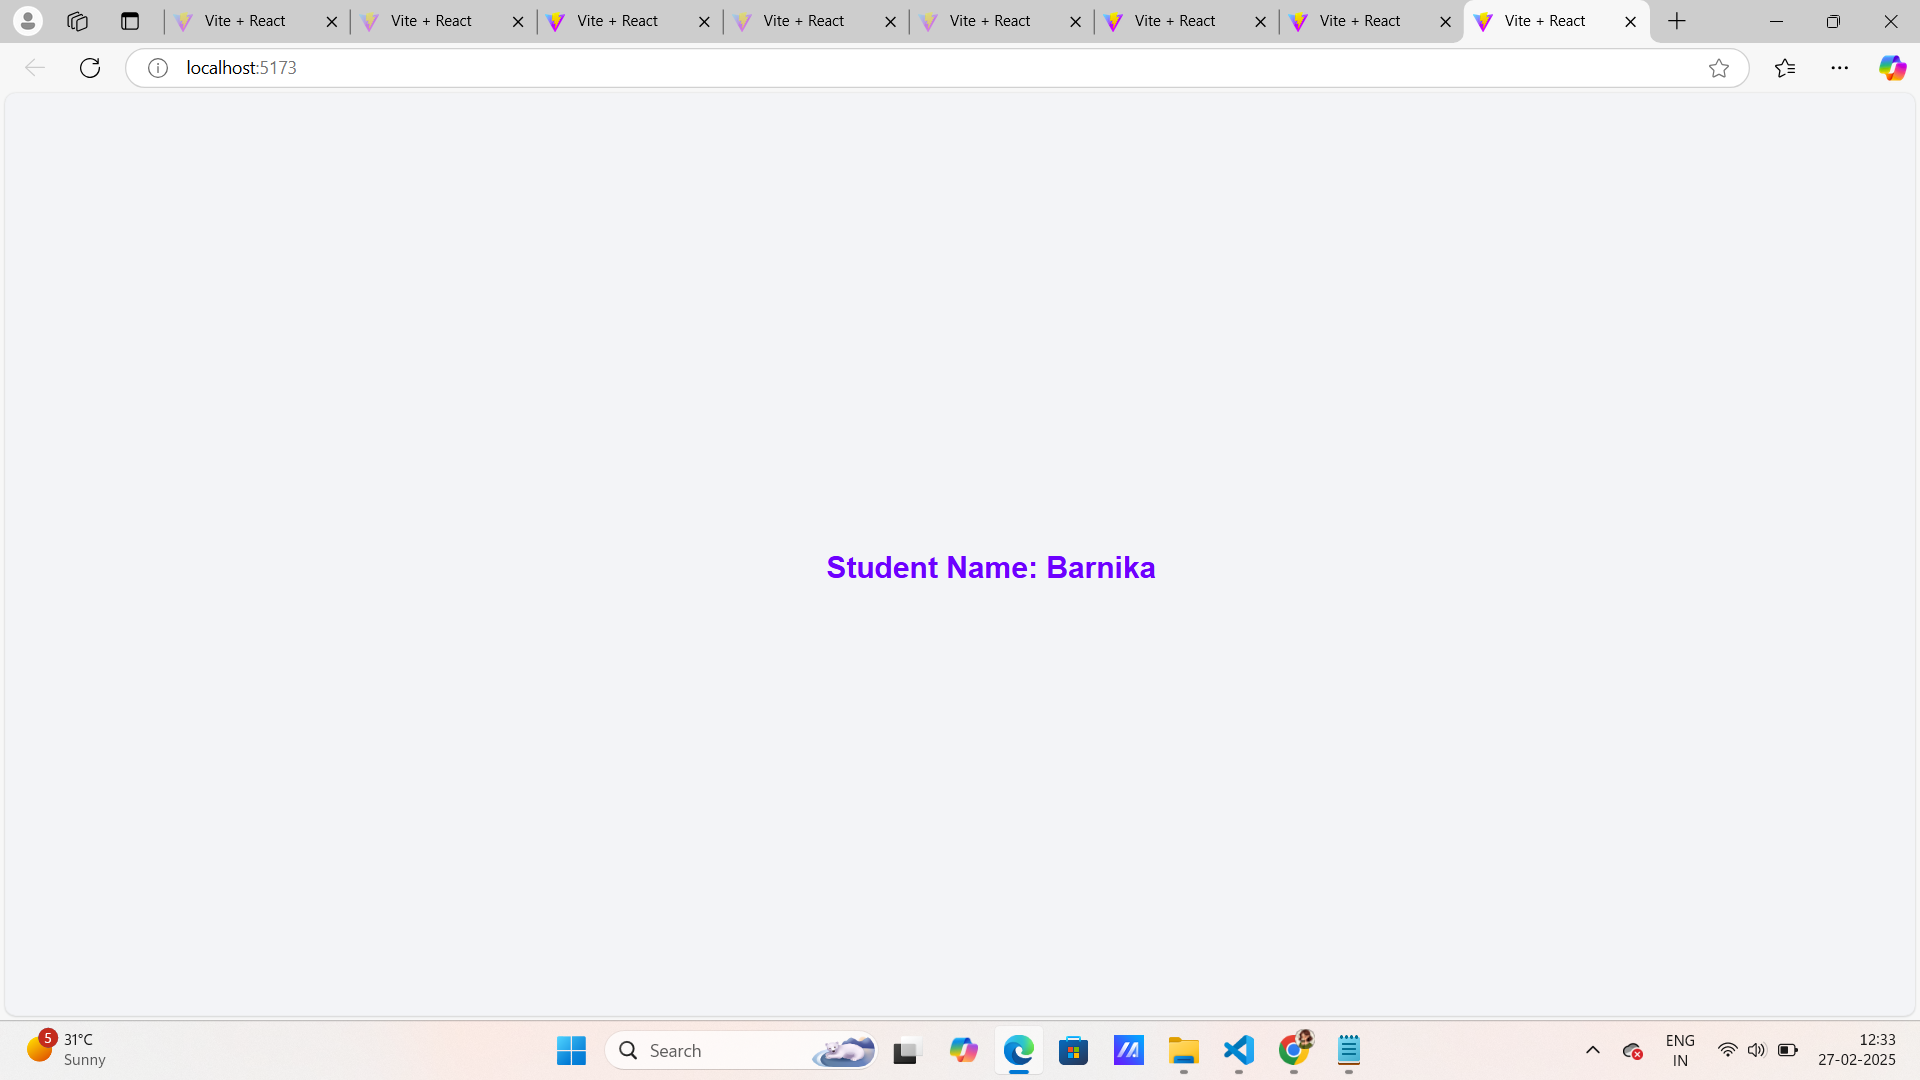 Vite + React
Vite + React
Vite + React
Vite + React
Vite + React
Vite + React
Vite + React
Vite + React
localhost:5173
Student Name: Barnika
5
31°C
Sunny
Search
ENG
IN
12:33
27-02-2025